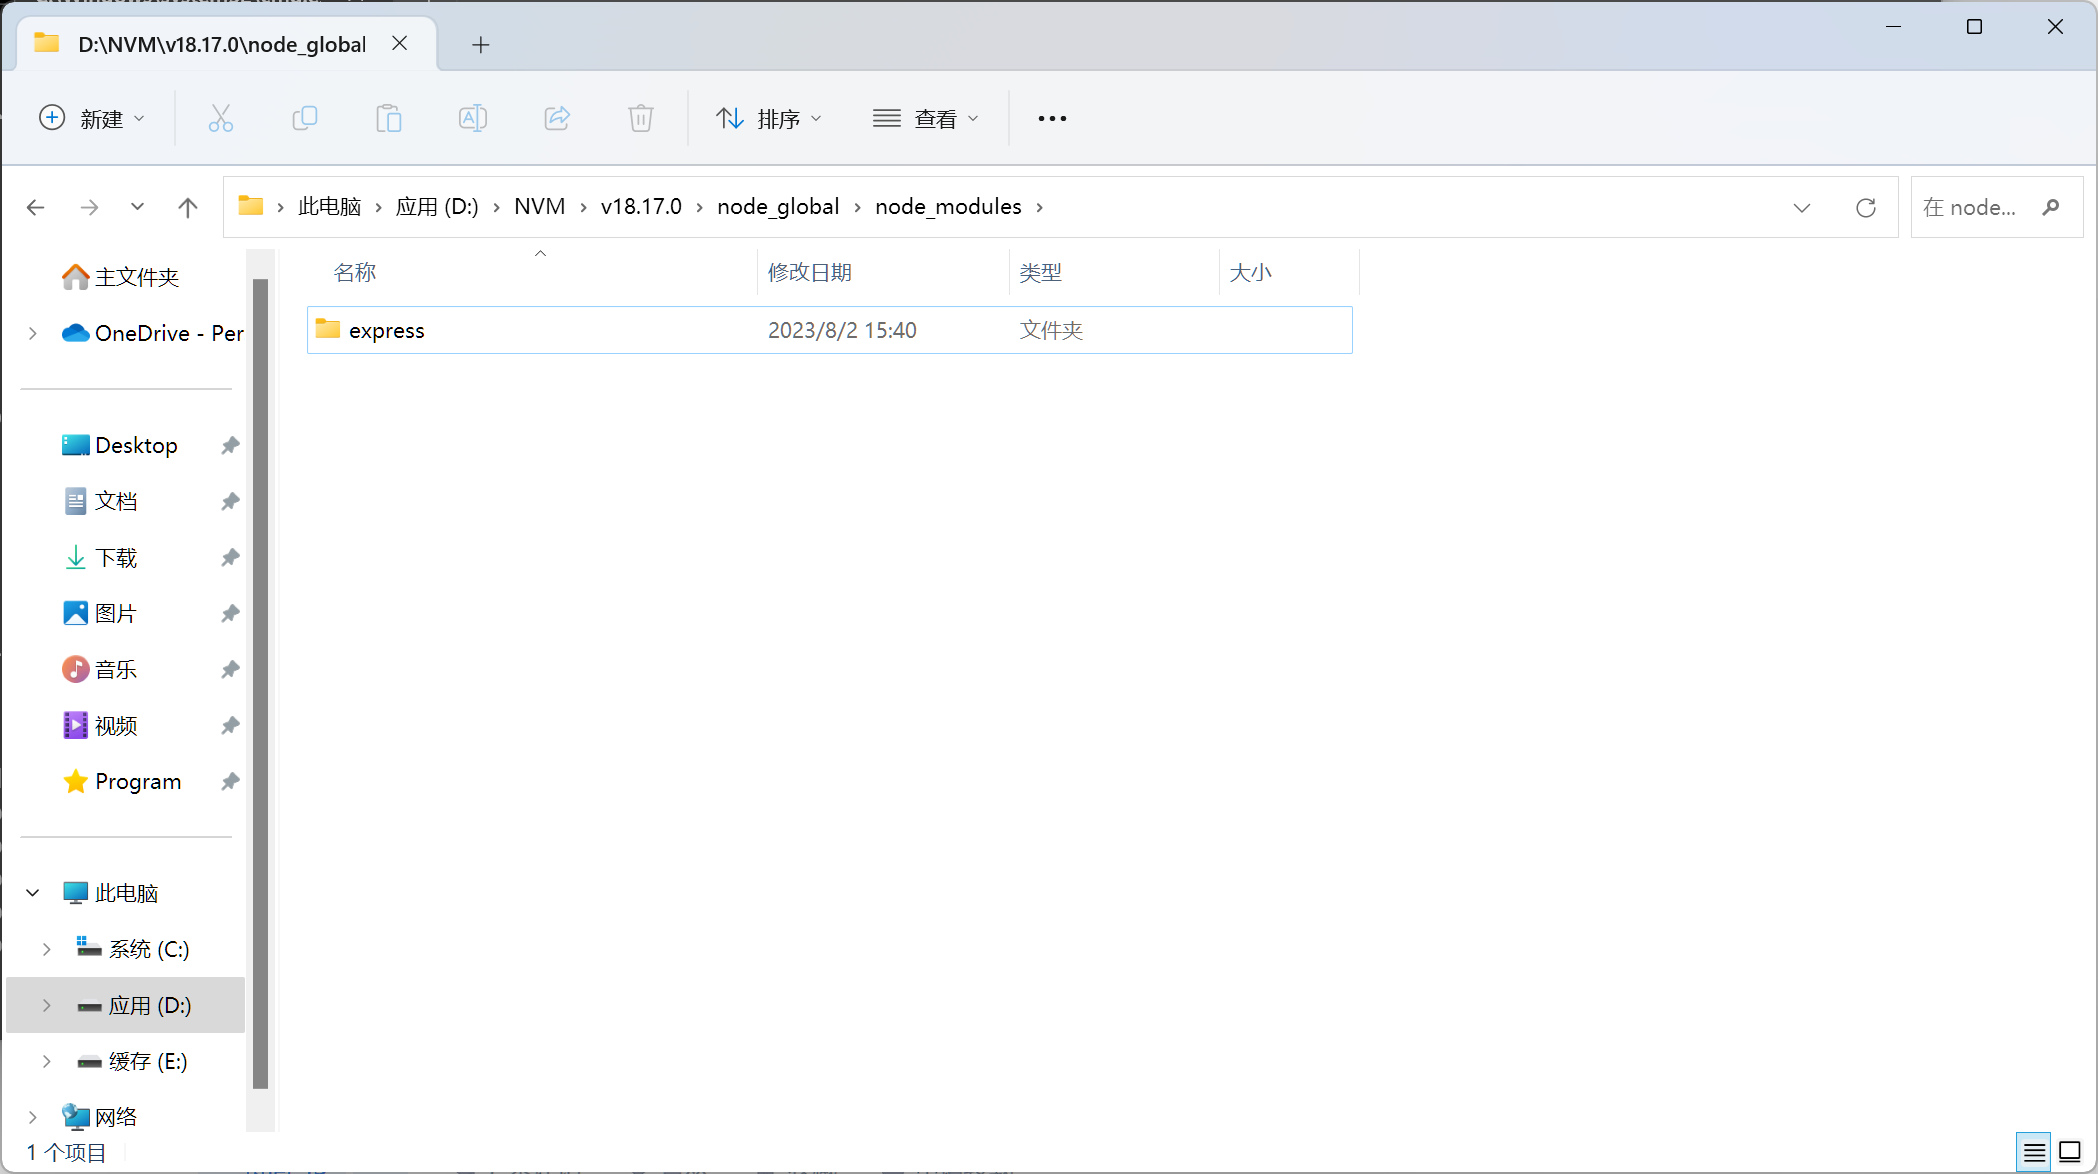 D:\NVM\v18.17.0\node_global
新建
排序
查看
此电脑 应用 (D:) NVM v18.17.0 node_global node_modules
在 node...
主文件夹
OneDrive - Per
Desktop
文档
下载
图片
音乐
视频
Program
此电脑
系统 (C:)
应用 (D:)
缓存 (E:)
网络
名称 修改日期 类型 大小
express 2023/8/2 15:40 文件夹
1 个项目